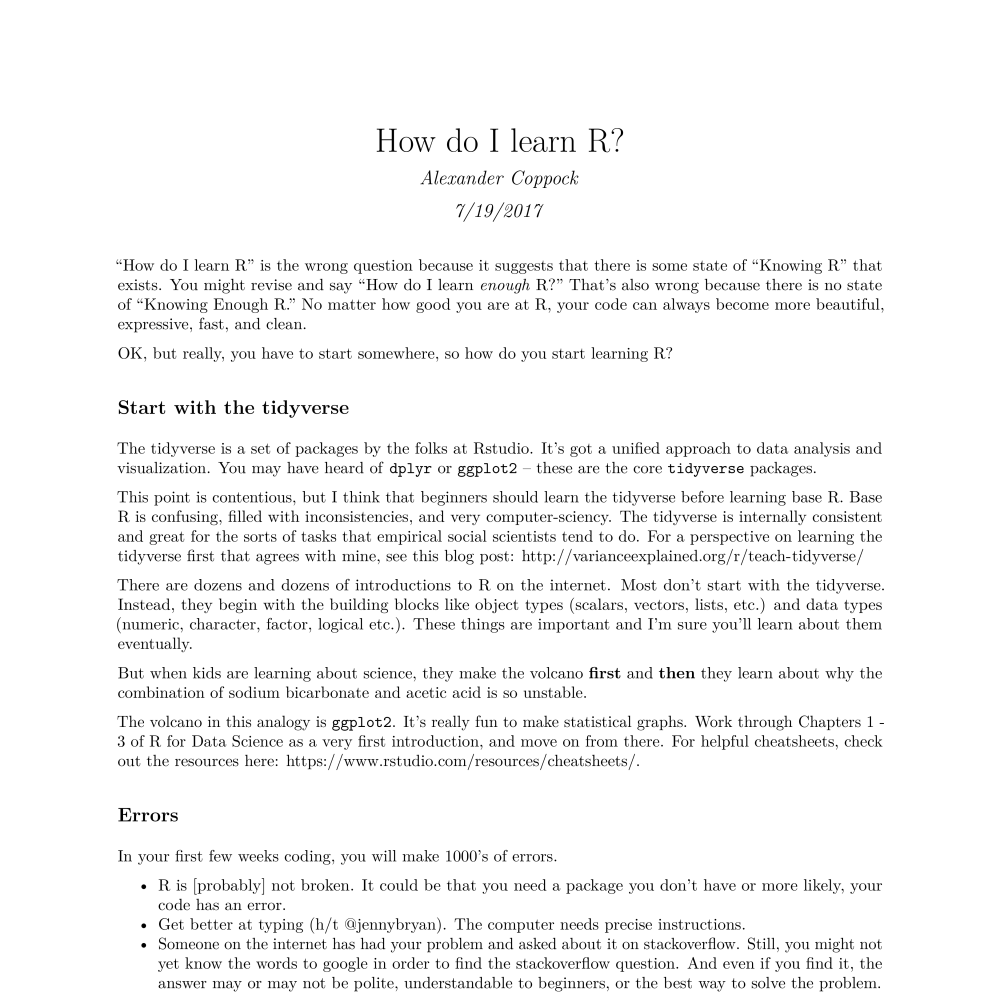 How do I learn R?
Alexander Coppock
7/19/2017
“How do I learn R” is the wrong question because it suggests that there is some state of “Knowing R” that
exists. You might revise and say “How do I learn enough R?” That’s also wrong because there is no state
of “Knowing Enough R.” No matter how good you are at R, your code can always become more beautiful,
expressive, fast, and clean.
OK, but really, you have to start somewhere, so how do you start learning R?
Start with the tidyverse
The tidyverse is a set of packages by the folks at Rstudio. It’s got a unified approach to data analysis and
visualization. You may have heard of dplyr or ggplot2 – these are the core tidyverse packages.
This point is contentious, but I think that beginners should learn the tidyverse before learning base R. Base
R is confusing, filled with inconsistencies, and very computer-sciency. The tidyverse is internally consistent
and great for the sorts of tasks that empirical social scientists tend to do. For a perspective on learning the
tidyverse first that agrees with mine, see this blog post: http://varianceexplained.org/r/teach-tidyverse/
There are dozens and dozens of introductions to R on the internet. Most don’t start with the tidyverse.
Instead, they begin with the building blocks like object types (scalars, vectors, lists, etc.) and data types
(numeric, character, factor, logical etc.). These things are important and I’m sure you’ll learn about them
eventually.
But when kids are learning about science, they make the volcano first and then they learn about why the
combination of sodium bicarbonate and acetic acid is so unstable.
The volcano in this analogy is ggplot2. It’s really fun to make statistical graphs. Work through Chapters 1 -
3 of R for Data Science as a very first introduction, and move on from there. For helpful cheatsheets, check
out the resources here: https://www.rstudio.com/resources/cheatsheets/.
Errors
In your first few weeks coding, you will make 1000’s of errors.
• R is [probably] not broken. It could be that you need a package you don’t have or more likely, your
code has an error.
• Get better at typing (h/t @jennybryan). The computer needs precise instructions.
• Someone on the internet has had your problem and asked about it on stackoverflow. Still, you might not
yet know the words to google in order to find the stackoverflow question. And even if you find it, the
answer may or may not be polite, understandable to beginners, or the best way to solve the problem.